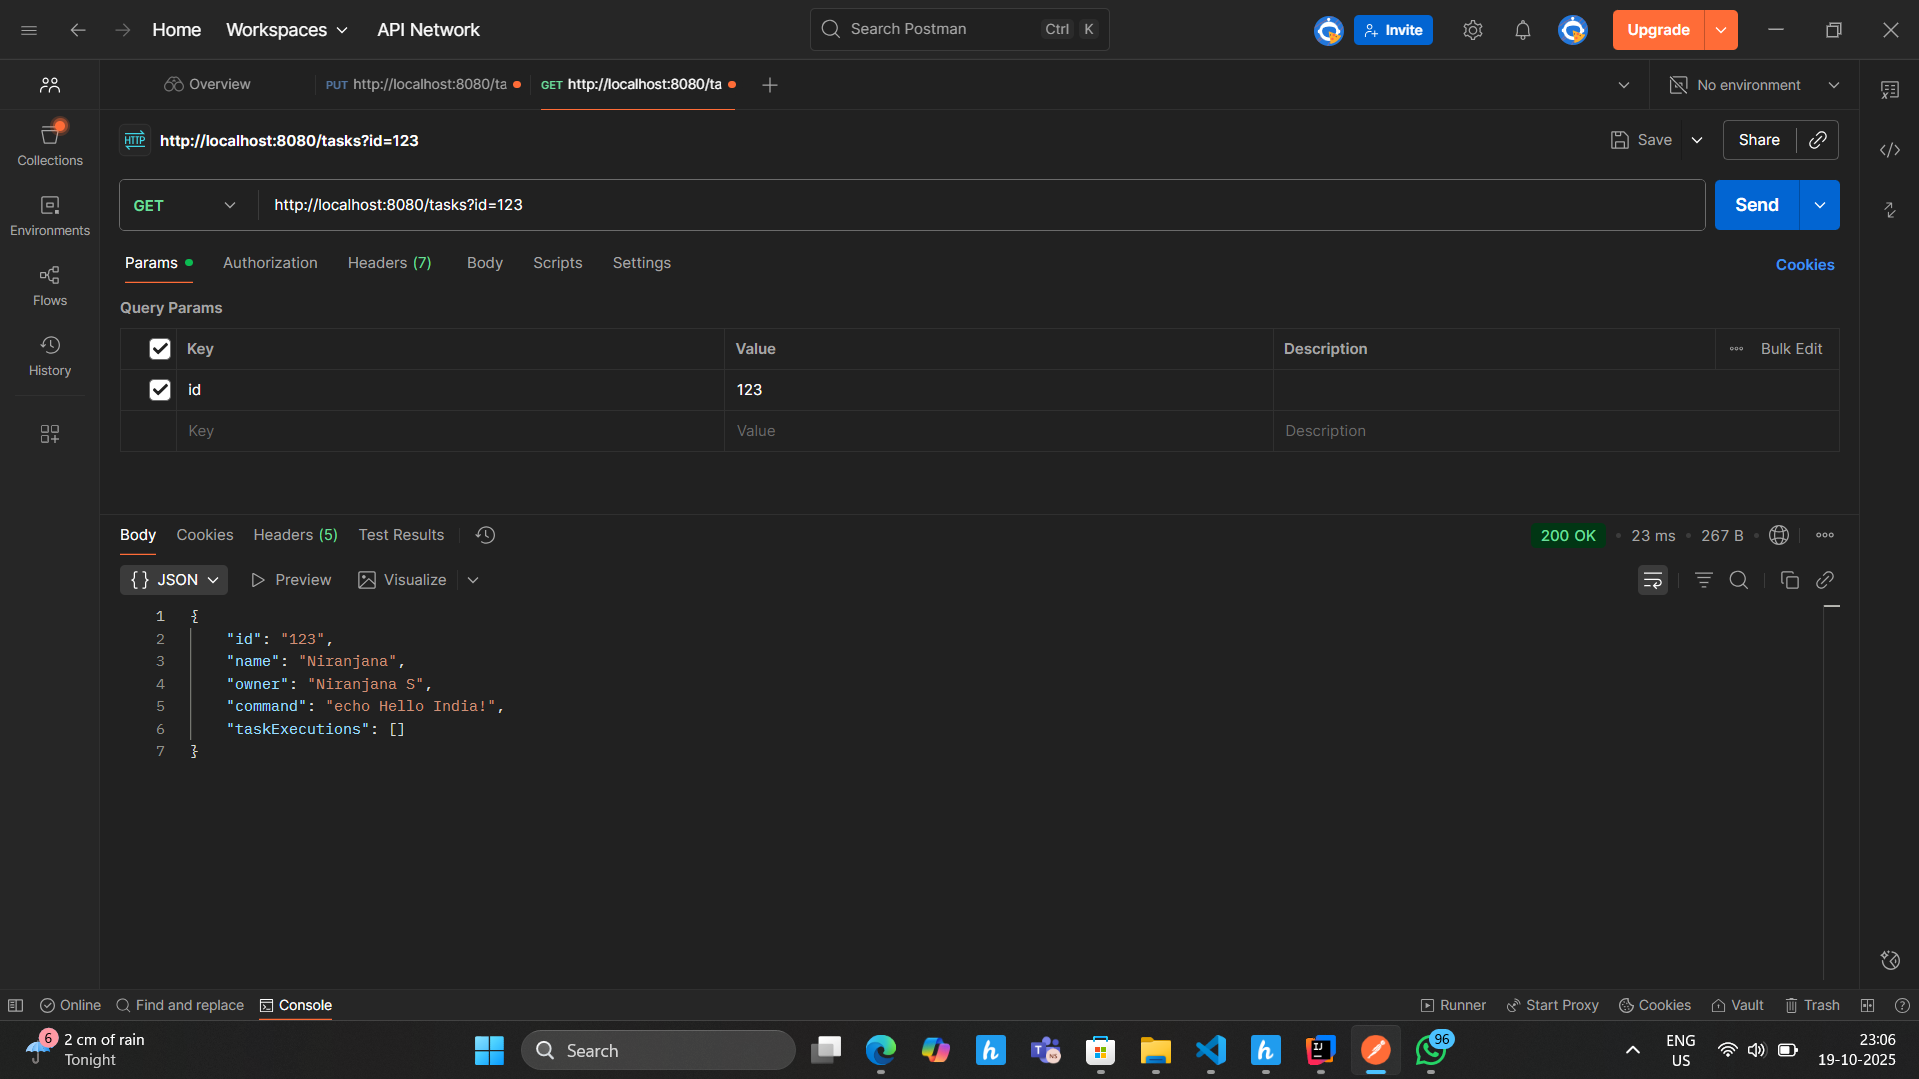 Home Workspaces API Network Search Postman Ctrl K Invite Upgrade
Overview PUT http://localhost:8080/ta GET http://localhost:8080/ta No environment
HTTP http://localhost:8080/tasks?id=123 Save Share
Collections
Environments
Flows
History
GET http://localhost:8080/tasks?id=123 Send
Params Authorization Headers (7) Body Scripts Settings Cookies
Query Params
Key Value Description Bulk Edit
id 123
Key Value Description
Body Cookies Headers (5) Test Results 200 OK 23 ms 267 B
{} JSON Preview Visualize
1 {
2 "id": "123",
3 "name": "Niranjana",
4 "owner": "Niranjana S",
5 "command": "echo Hello India!",
6 "taskExecutions": []
7 }
Online Find and replace Console Runner Start Proxy Cookies Vault Trash
6 2 cm of rain
Tonight
Search
96
ENG
US
23:06
19-10-2025